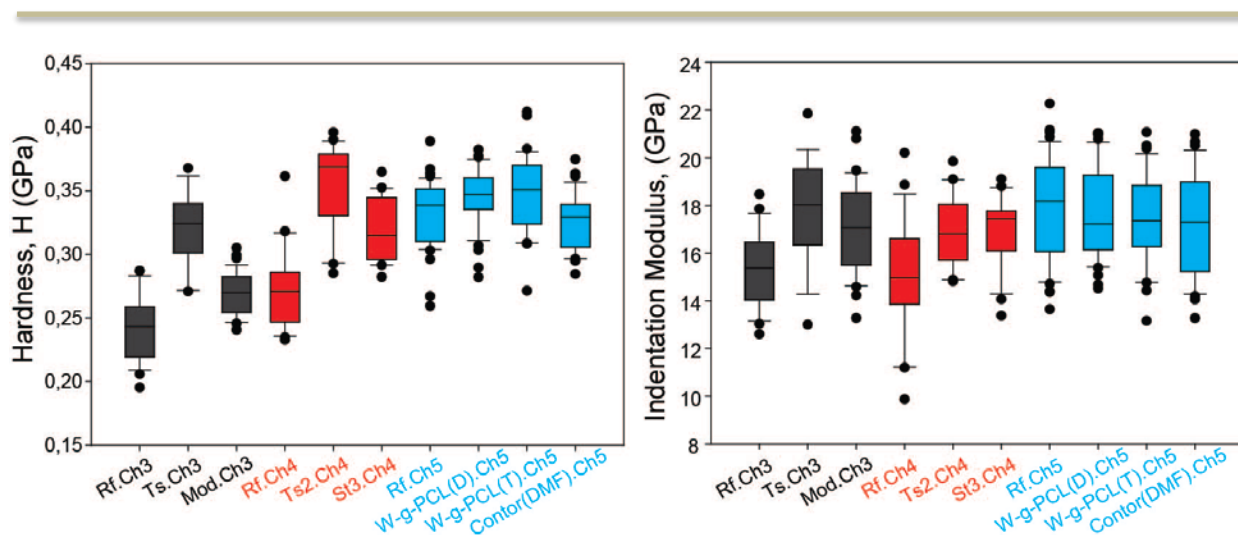 Hardness, H (GPa)
0,45
0,40
0,35
0,30
0,25
0,20
0,15
Rf.Ch3
Ts.Ch3
Mod.Ch3
Rf.Ch4
Ts2.Ch4
St3.Ch4
Rf.Ch5
W-g-PCL(D).Ch5
W-g-PCL(T).Ch5
Contor(DMF).Ch5
Indentation Modulus, (GPa)
24
22
20
18
16
14
12
10
8
Rf.Ch3
Ts.Ch3
Mod.Ch3
Rf.Ch4
Ts2.Ch4
St3.Ch4
Rf.Ch5
W-g-PCL(D).Ch5
W-g-PCL(T).Ch5
Contor(DMF).Ch5